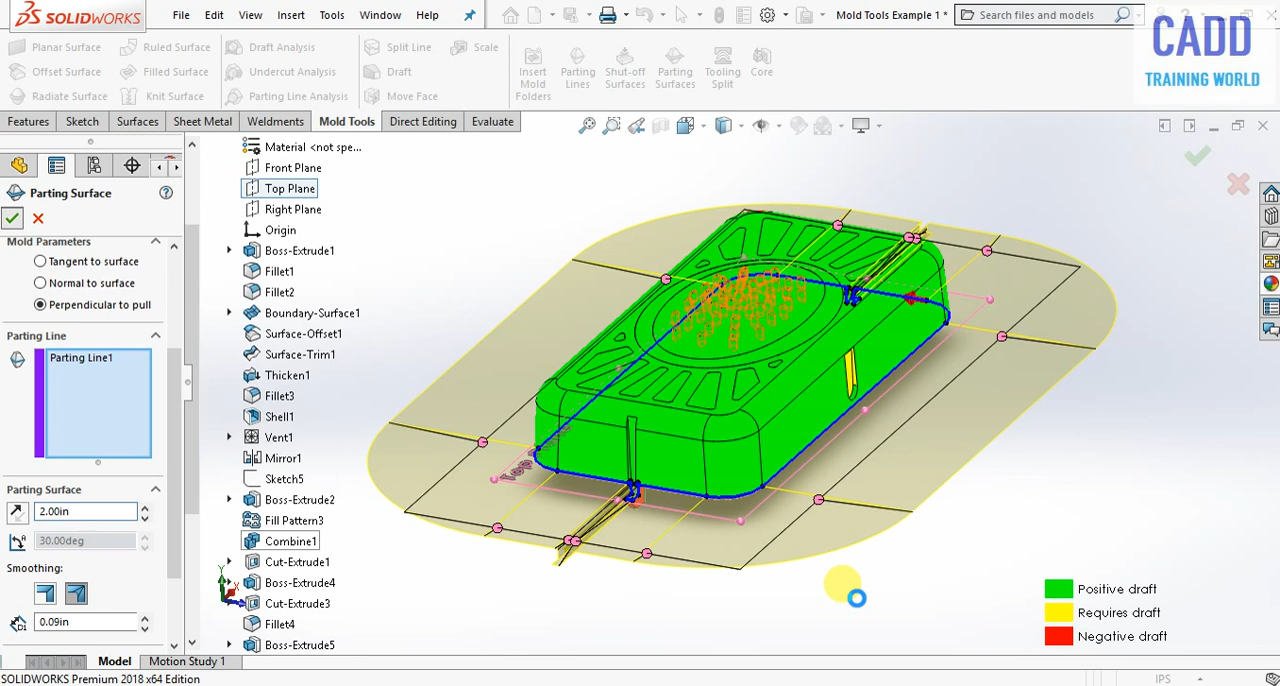 SOLIDWORKS
File Edit View Insert Tools Window Help
Mold Tools Example 1 *
Search files and models
CADD
TRAINING WORLD
Planar Surface
Ruled Surface
Draft Analysis
Split Line
Scale
Offset Surface
Filled Surface
Undercut Analysis
Draft
Radiate Surface
Knit Surface
Parting Line Analysis
Move Face
Insert Mold Folders
Parting Lines
Shut-off Surfaces
Parting Surfaces
Tooling Split
Core
Features Sketch Surfaces Sheet Metal Weldments Mold Tools Direct Editing Evaluate
Parting Surface
Mold Parameters
Tangent to surface
Normal to surface
Perpendicular to pull
Parting Line
Parting Line1
Parting Surface
2.00in
30.00deg
Smoothing:
0.09in
Material <not spe...
Front Plane
Top Plane
Right Plane
Origin
Boss-Extrude1
Fillet1
Fillet2
Boundary-Surface1
Surface-Offset1
Surface-Trim1
Thicken1
Fillet3
Shell1
Vent1
Mirror1
Sketch5
Boss-Extrude2
Fill Pattern3
Combine1
Cut-Extrude1
Boss-Extrude4
Cut-Extrude3
Fillet4
Boss-Extrude5
Y
Positive draft
Requires draft
Negative draft
Model Motion Study 1
SOLIDWORKS Premium 2018 x64 Edition
IPS